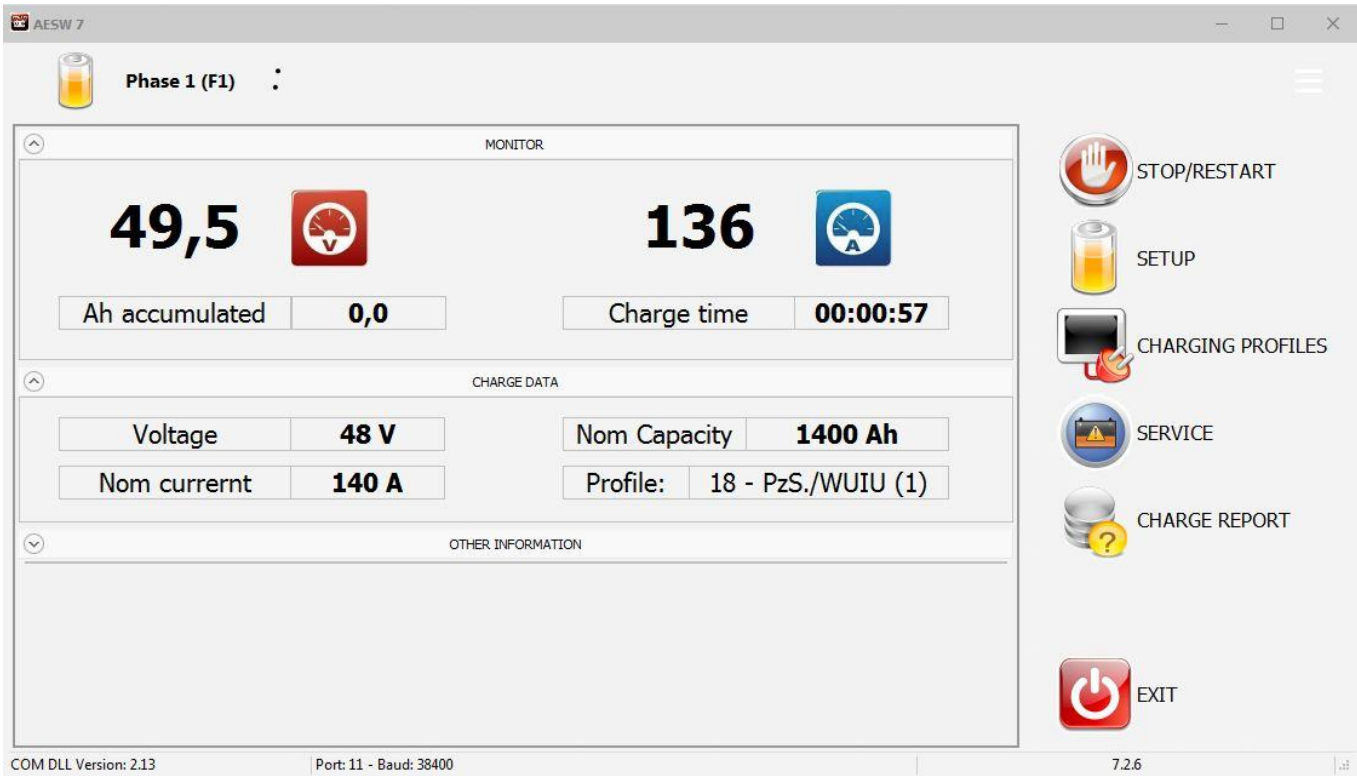 AESW 7
Phase 1 (F1) :
MONITOR
49,5 V 136 A
Ah accumulated 0,0 Charge time 00:00:57
CHARGE DATA
Voltage 48 V Nom Capacity 1400 Ah
Nom currernt 140 A Profile: 18 - PzS./WUIU (1)
OTHER INFORMATION
STOP/RESTART
SETUP
CHARGING PROFILES
SERVICE
CHARGE REPORT
?
EXIT
COM DLL Version: 2.13 Port: 11 - Baud: 38400 7.2.6